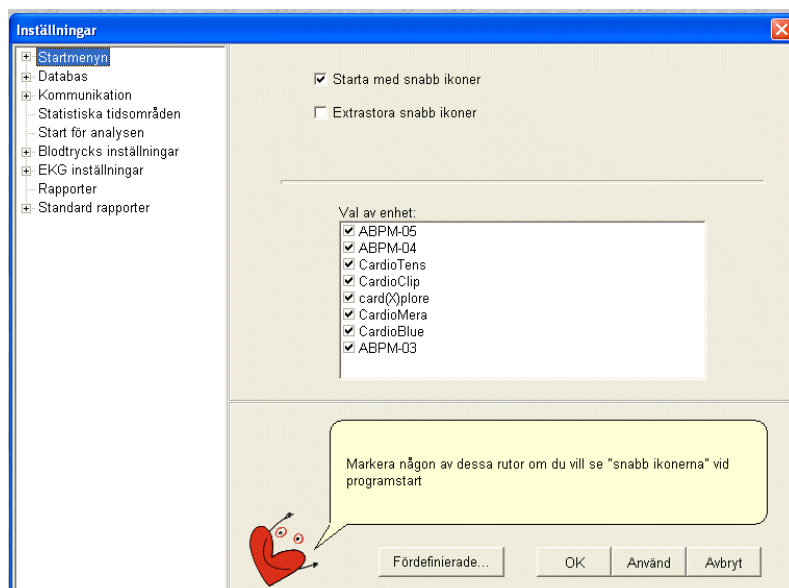 Inställningar
Startmenyn
Databas
Kommunikation
Statistiska tidsområden
Start för analysen
Blodtrycks inställningar
EKG inställningar
Rapporter
Standard rapporter
Starta med snabb ikoner
Extrastora snabb ikoner
Val av enhet:
ABPM-05
ABPM-04
CardioTens
CardioClip
card(X)plore
CardioMera
CardioBlue
ABPM-03
Markera någon av dessa rutor om du vill se "snabb ikonerna" vid
programstart
Fördefinierade...
OK
Använd
Avbryt